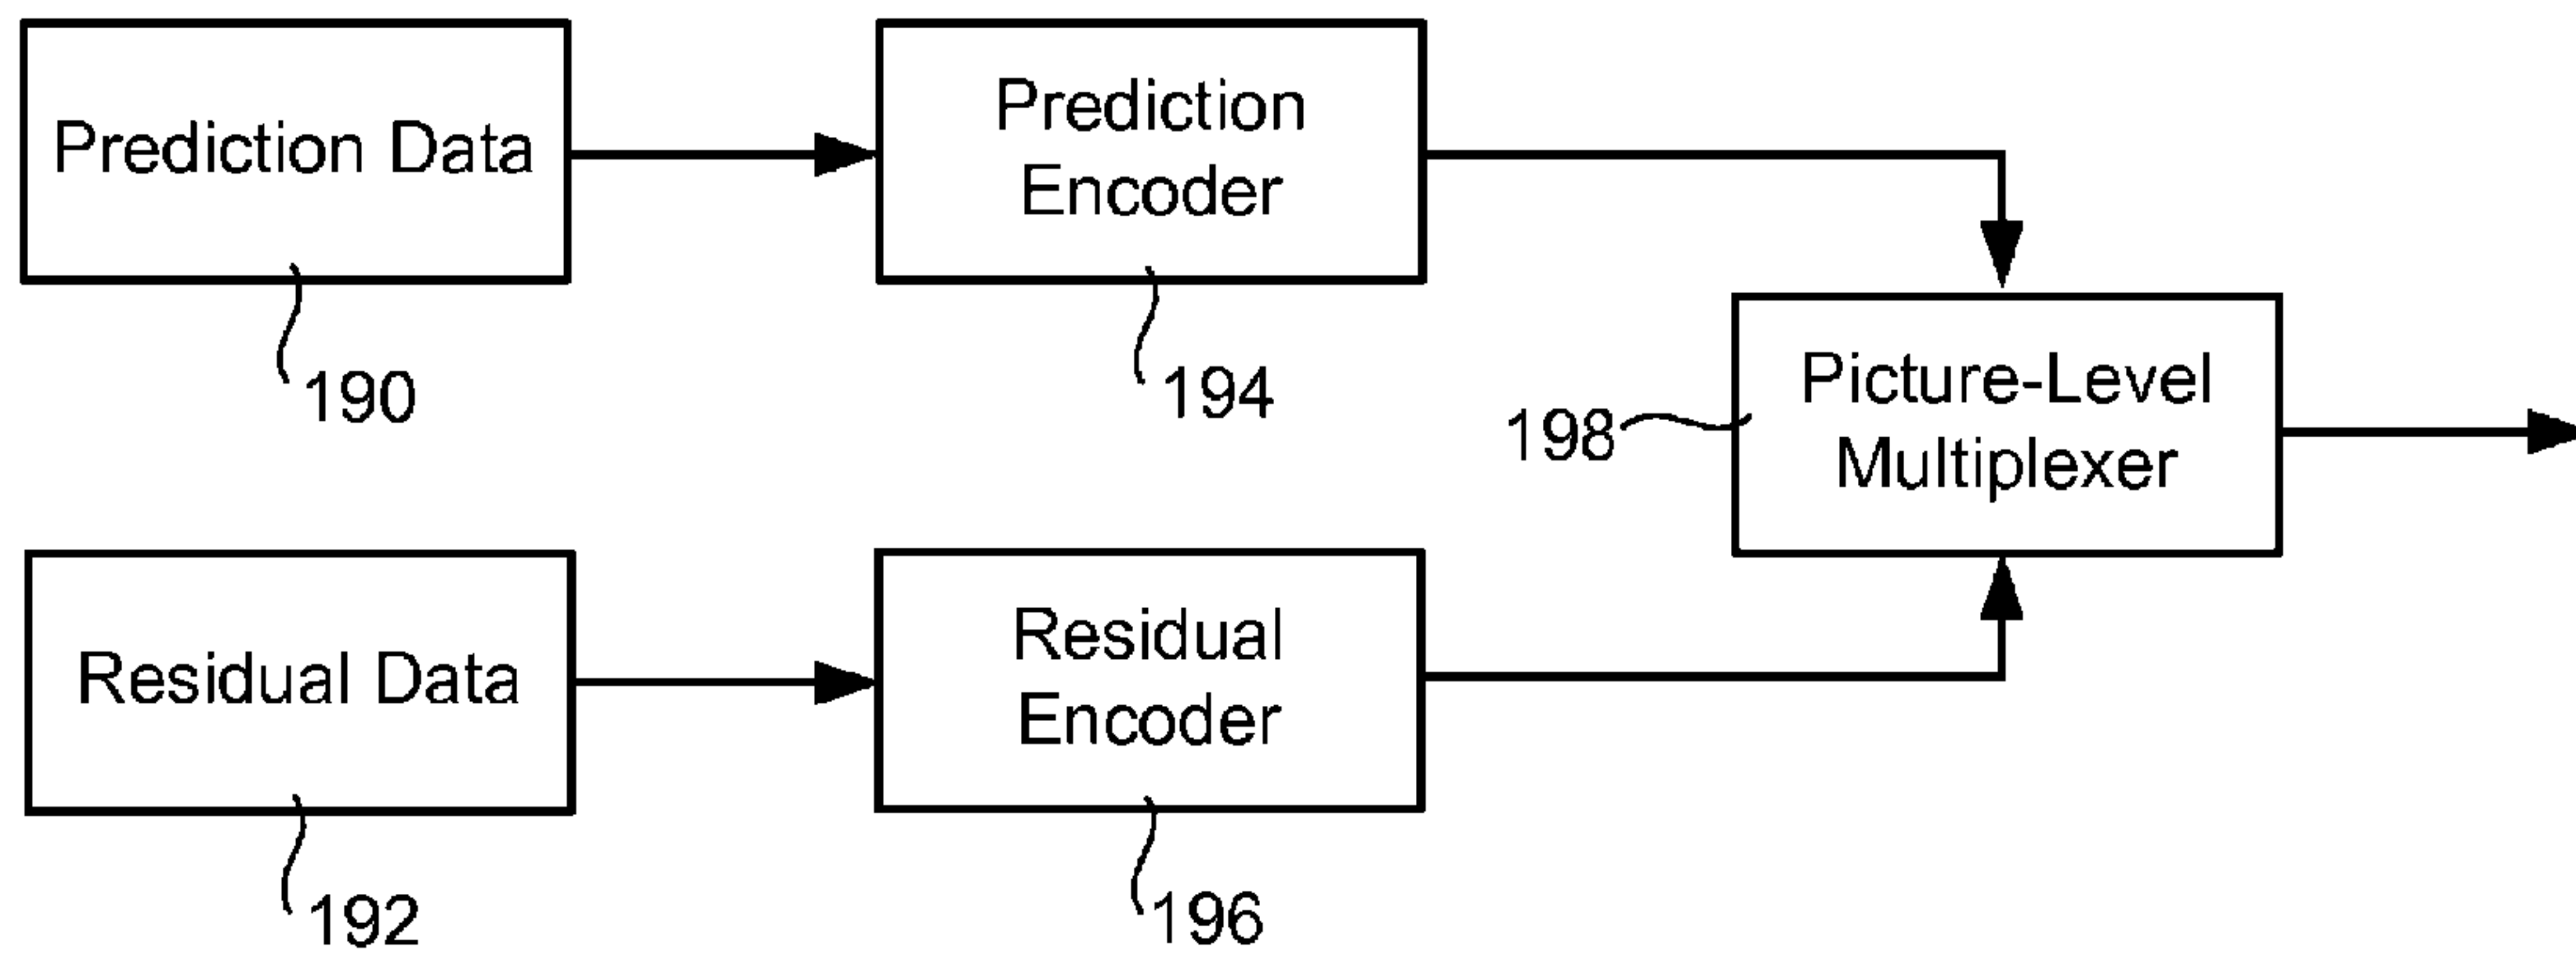 Prediction Data
190
Prediction
Encoder
194
Picture-Level
Multiplexer
198
Residual Data
192
Residual
Encoder
196